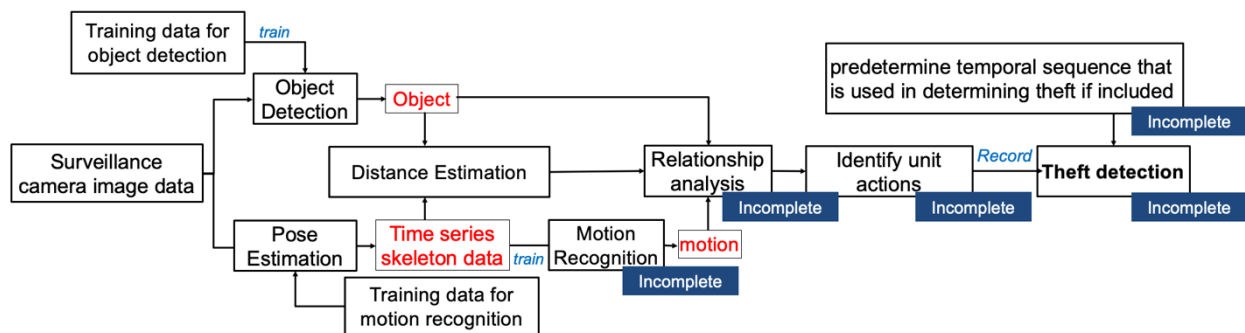 Training data for
object detection
train
Object
Detection
Object
predetermine temporal sequence that
is used in determining theft if included
Incomplete
Surveillance
camera image data
Distance Estimation
Relationship
analysis
Incomplete
Identify unit
actions
Incomplete
Record
Theft detection
Incomplete
Pose
Estimation
Time series
skeleton data
train
Motion
Recognition
Incomplete
motion
Training data for
motion recognition